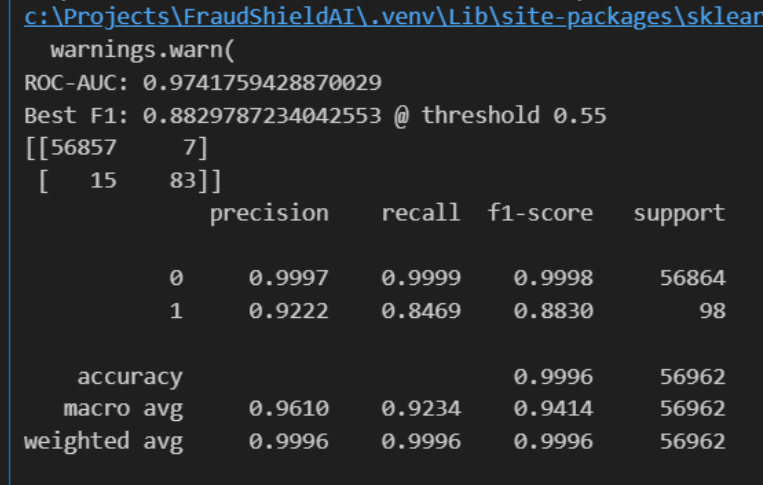 c:\Projects\FraudShieldAI\.venv\Lib\site-packages\sklear
warnings.warn(
ROC-AUC: 0.9741759428870029
Best F1: 0.8829787234042553 @ threshold 0.55
[[56857     7]
 [   15    83]]
precision    recall  f1-score   support
0     0.9997    0.9999    0.9998     56864
1     0.9222    0.8469    0.8830        98
accuracy                         0.9996     56962
macro avg     0.9610    0.9234    0.9414     56962
weighted avg     0.9996    0.9996    0.9996     56962